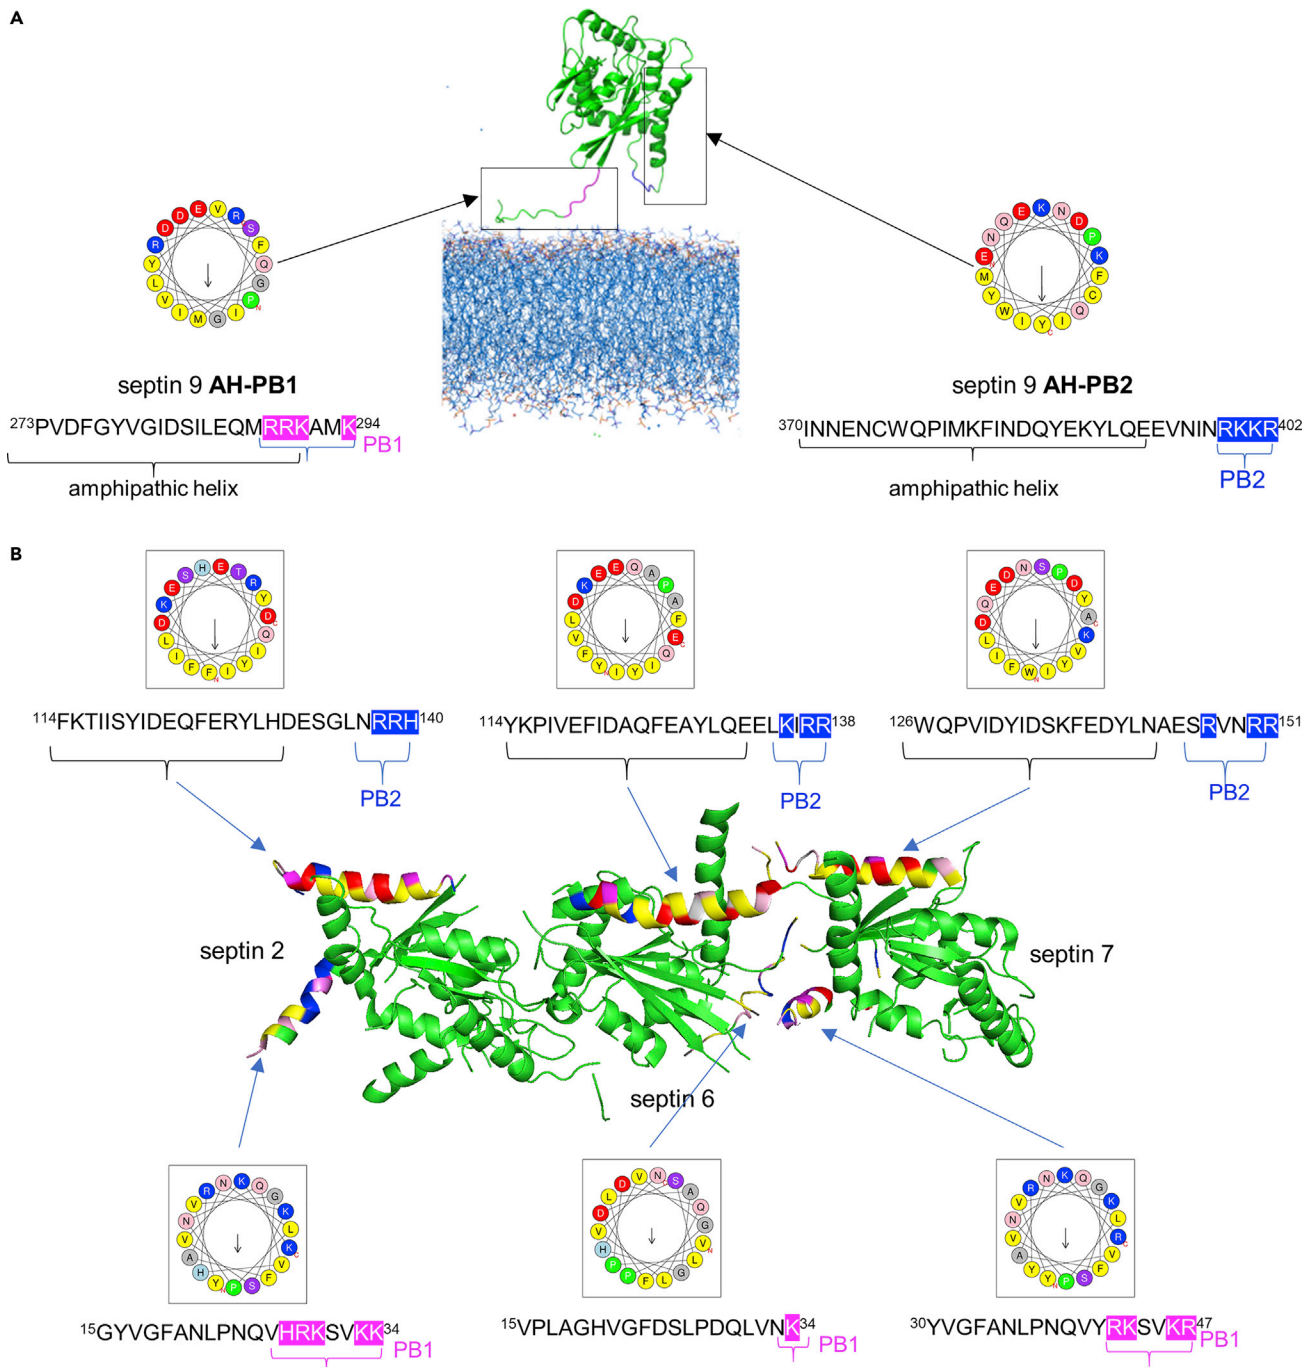 A
septin 9 AH-PB1
273PVDFGYVGIDSILEQMRRKAMK294
PB1
amphipathic helix
septin 9 AH-PB2
370INNENCWQPIMKFINDQYEKYLQEEVNINRKKR402
PB2
amphipathic helix
B
114FKTIISYIDEQFERYLHDESGLNRRH140
PB2
114YKPIVEFIDAQFEAYLQEELKIRR138
PB2
126WQPVIDYIDSKFEDYLNAESRVNRR151
PB2
septin 2
septin 7
septin 6
15GYVGFANLPNQVHRKSVKK34
PB1
15VPLAGHVGFDSLPDQLVNK34
PB1
30YVGFANLPNQVYRKSVKR47
PB1